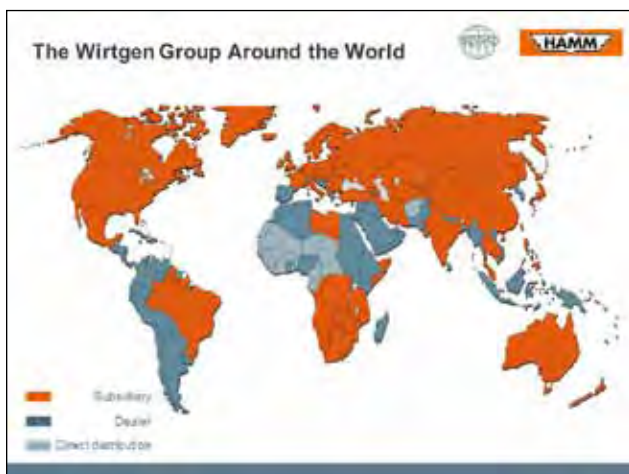 The Wirtgen Group Around the World
HAMM
Subsidiary
Dealer
Direct distribution